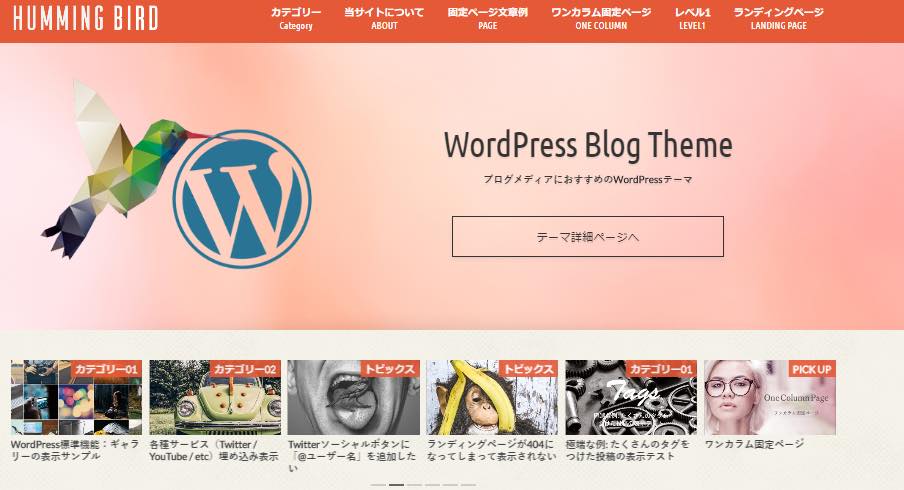 HUMMING BIRD
カテゴリー
Category
当サイトについて
ABOUT
固定ページ文章例
PAGE
ワンカラム固定ページ
ONE COLUMN
レベル1
LEVEL1
ランディングページ
LANDING PAGE
WordPress Blog Theme
ブログメディアにおすすめのWordPressテーマ
テーマ詳細ページへ
カテゴリー01
WordPress標準機能：ギャラ
リーの表示サンプル
カテゴリー02
各種サービス（Twitter /
YouTube / etc）埋め込み表示
トピックス
Twitterソーシャルボタンに
「@ユーザー名」を追加した
い
トピックス
ランディングページが404に
なってしまって表示されない
カテゴリー01
Tags
極端な例: たくさんのタグを
つけた投稿の表示テスト
PICK UP
One Column Page
ワンカラム固定ページ
ワンカラム固定ページ